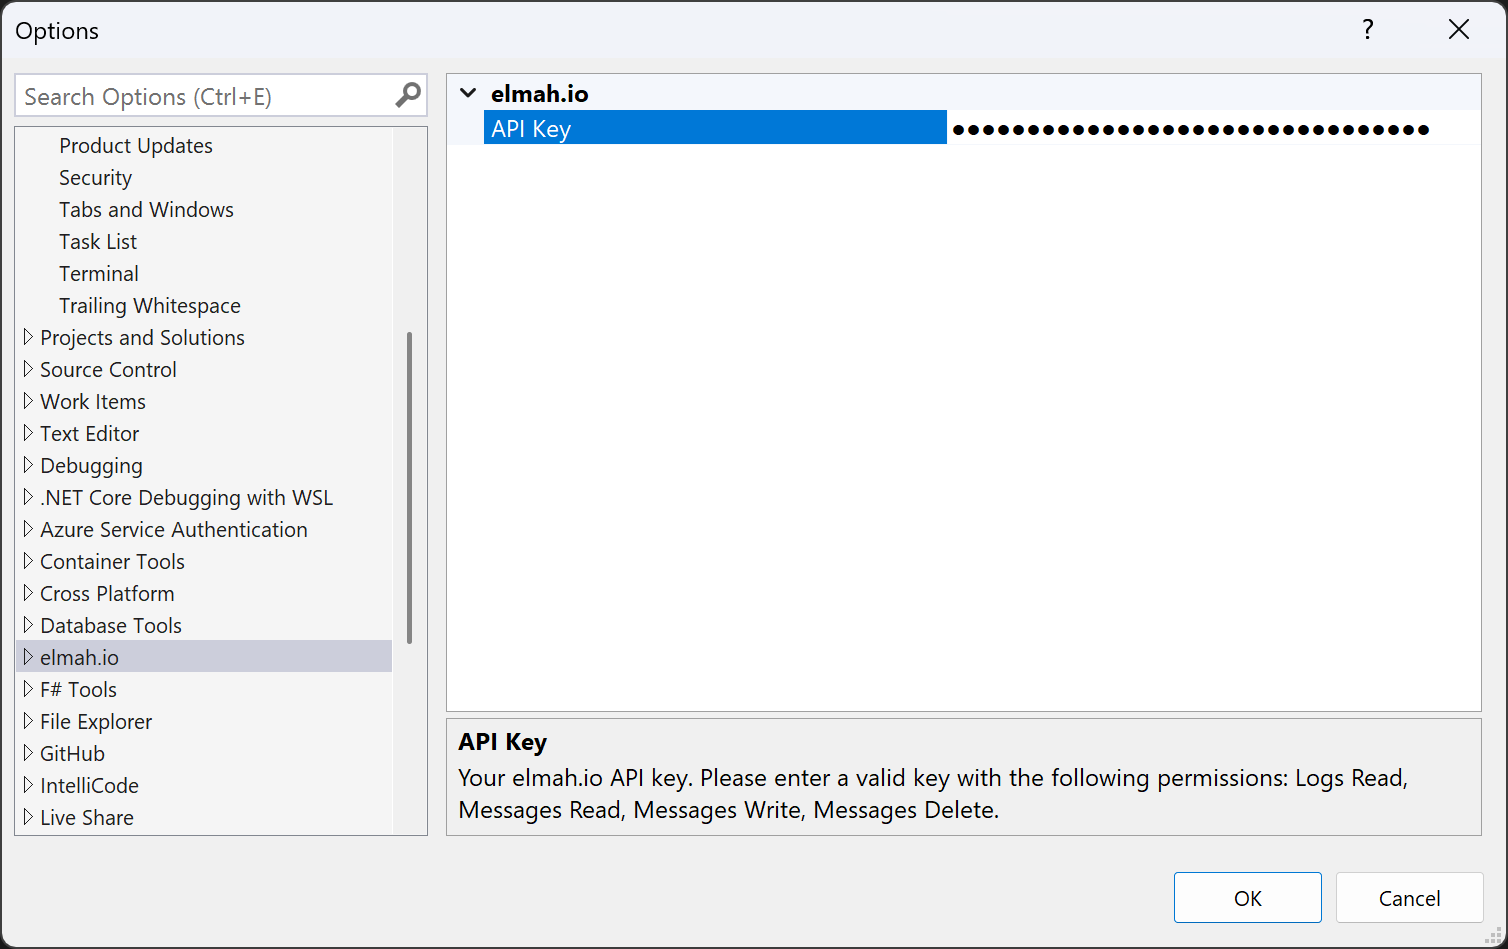 Options
?
Search Options (Ctrl+E)
Product Updates
Security
Tabs and Windows
Task List
Terminal
Trailing Whitespace
Projects and Solutions
Source Control
Work Items
Text Editor
Debugging
.NET Core Debugging with WSL
Azure Service Authentication
Container Tools
Cross Platform
Database Tools
elmah.io
F# Tools
File Explorer
GitHub
IntelliCode
Live Share
elmah.io
API Key ●●●●●●●●●●●●●●●●●●●●●●●●●●●●●●●●
API Key
Your elmah.io API key. Please enter a valid key with the following permissions: Logs Read,
Messages Read, Messages Write, Messages Delete.
OK
Cancel